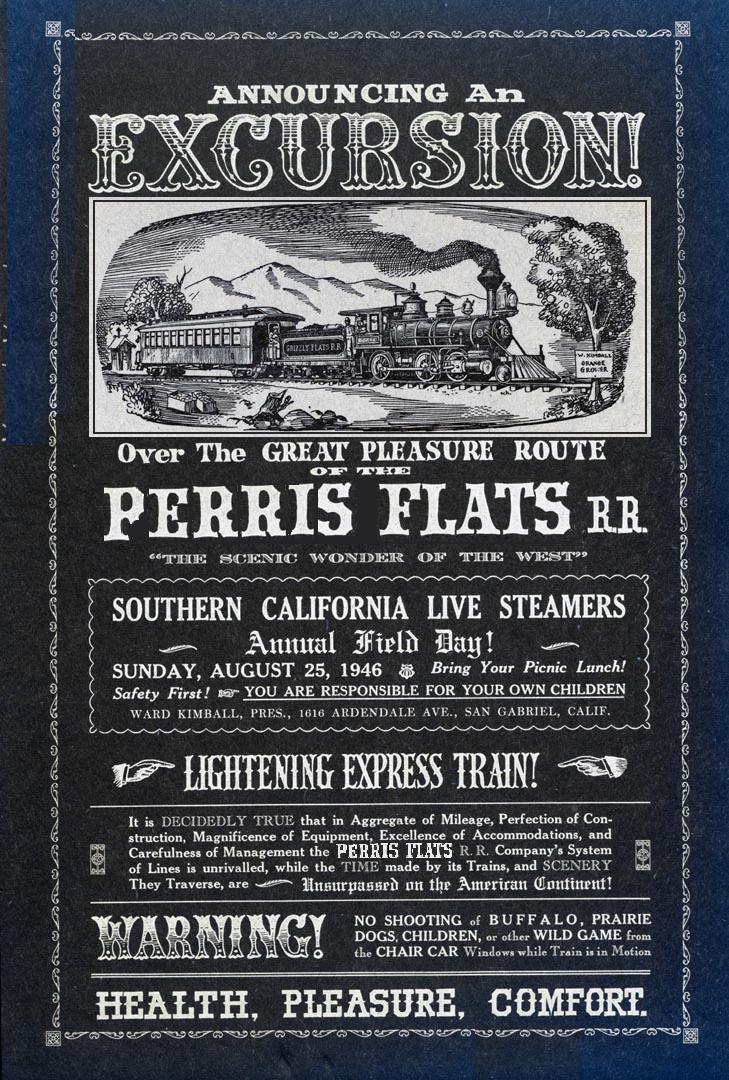 ANNOUNCING An
EXCURSION!
GRIZZLY FLATS R.R.
W. KIMBALL
ORANGE
GROWER
Over The GREAT PLEASURE ROUTE
OF THE
PERRIS FLATS R.R.
“THE SCENIC WONDER OF THE WEST”
SOUTHERN CALIFORNIA LIVE STEAMERS
Annual Field Day!
SUNDAY, AUGUST 25, 1946 Bring Your Picnic Lunch!
Safety First! ☞ YOU ARE RESPONSIBLE FOR YOUR OWN CHILDREN
WARD KIMBALL, PRES., 1616 ARDENDALE AVE., SAN GABRIEL, CALIF.
LIGHTENING EXPRESS TRAIN!
It is DECIDEDLY TRUE that in Aggregate of Mileage, Perfection of Con-
struction, Magnificence of Equipment, Excellence of Accommodations, and
Carefulness of Management the PERRIS FLATS R.R. Company’s System
of Lines is unrivalled, while the TIME made by its Trains, and SCENERY
They Traverse, are Unsurpassed on the American Continent!
WARNING!
NO SHOOTING of BUFFALO, PRAIRIE
DOGS, CHILDREN, or other WILD GAME from
the CHAIR CAR Windows while Train is in Motion
HEALTH, PLEASURE, COMFORT.